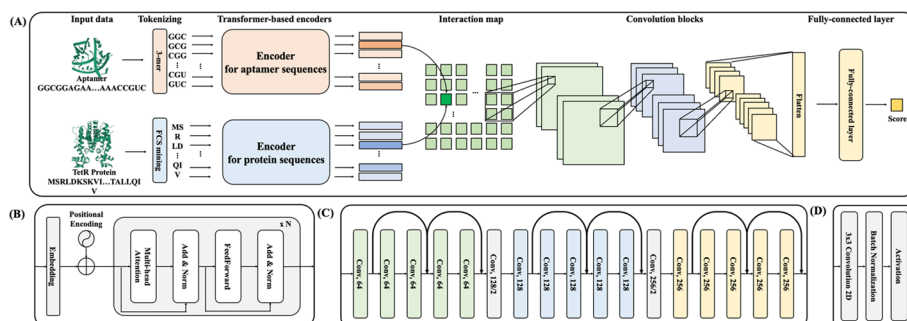 Input data
Tokenizing
Transformer-based encoders
Interaction map
Convolution blocks
Fully-connected layer
(A)
Aptamer
GGCGGAGAA...AAACCGUC
3-mer
GGC
GCG
CGG
CGU
GUC
Encoder
for aptamer sequences
TetR Protein
MSRLDKSKVI...TALLQI
V
FCS mining
MS
R
LD
QI
V
Encoder
for protein sequences
Flatten
Fully-connected layer
Score
(B)
Embedding
Positional
Encoding
Multi-head
Attention
Add & Norm
FeedForward
Add & Norm
x N
(C)
Conv, 64
Conv, 64
Conv, 64
Conv, 64
Conv, 64
Conv, 128/2
Conv, 128
Conv, 128
Conv, 128
Conv, 128
Conv, 128
Conv, 256/2
Conv, 256
Conv, 256
Conv, 256
Conv, 256
Conv, 256
(D)
3x3 Convolution 2D
Batch Normalization
Activation